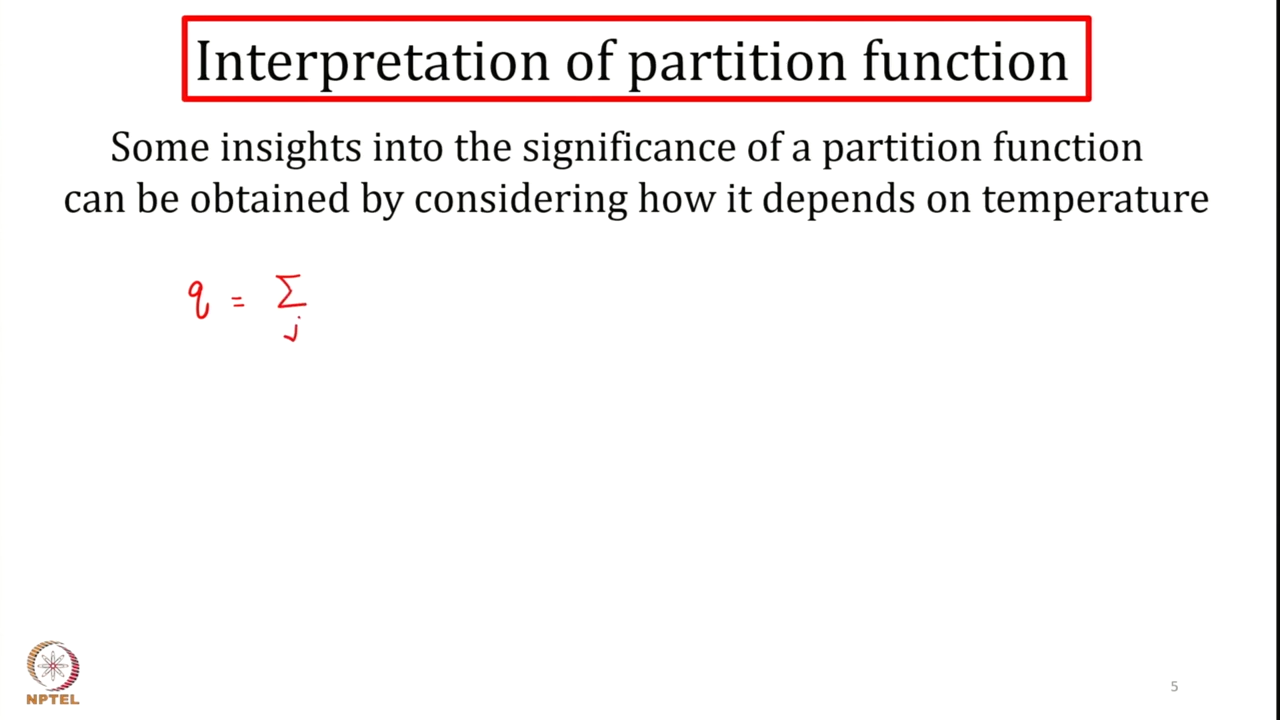 Interpretation of partition function
Some insights into the significance of a partition function
can be obtained by considering how it depends on temperature
q = Σ
j
NPTEL
5